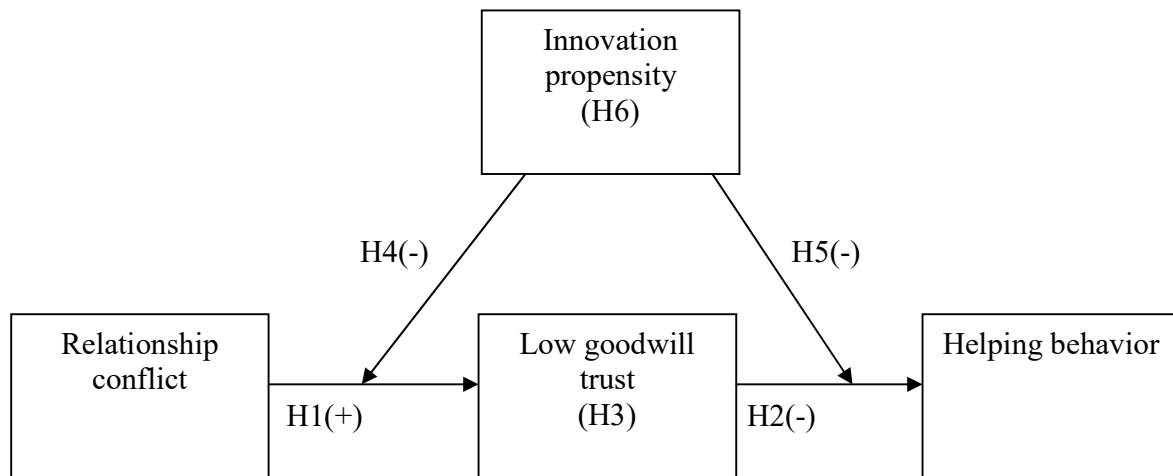 Innovation
propensity
(H6)
H4(-)
H5(-)
Relationship
conflict
Low goodwill
trust
(H3)
Helping behavior
H1(+)
H2(-)